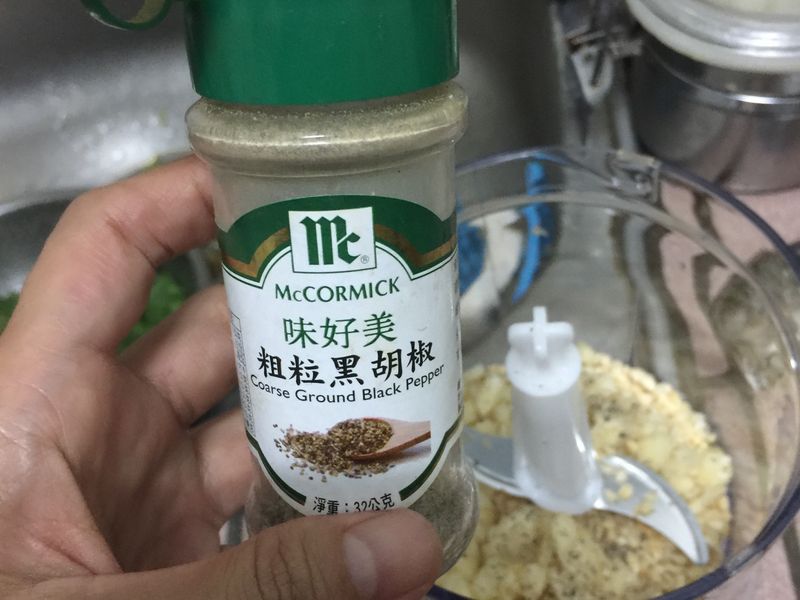 Mc®
McCORMICK
味好美
粗粒黑胡椒
Coarse Ground Black Pepper
淨重：32公克